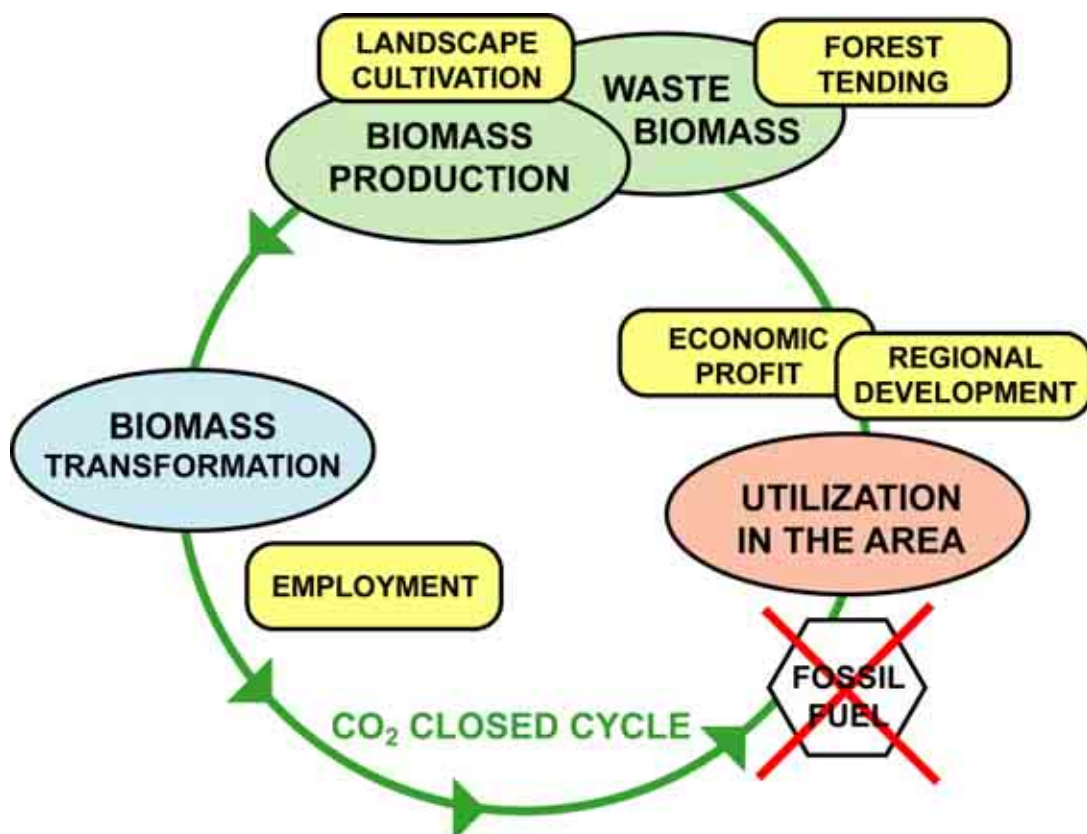 LANDSCAPE
CULTIVATION
FOREST
TENDING
WASTE
BIOMASS
BIOMASS
PRODUCTION
ECONOMIC
PROFIT
REGIONAL
DEVELOPMENT
BIOMASS
TRANSFORMATION
UTILIZATION
IN THE AREA
EMPLOYMENT
FOSSIL
FUEL
CO₂ CLOSED CYCLE